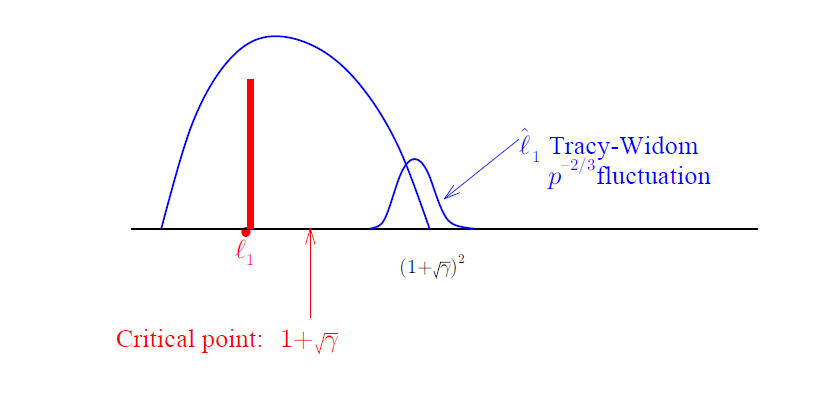 ℓ̂₁ Tracy-Widom
p^{-2/3} fluctuation
ℓ₁
(1+√γ)²
Critical point: 1+√γ